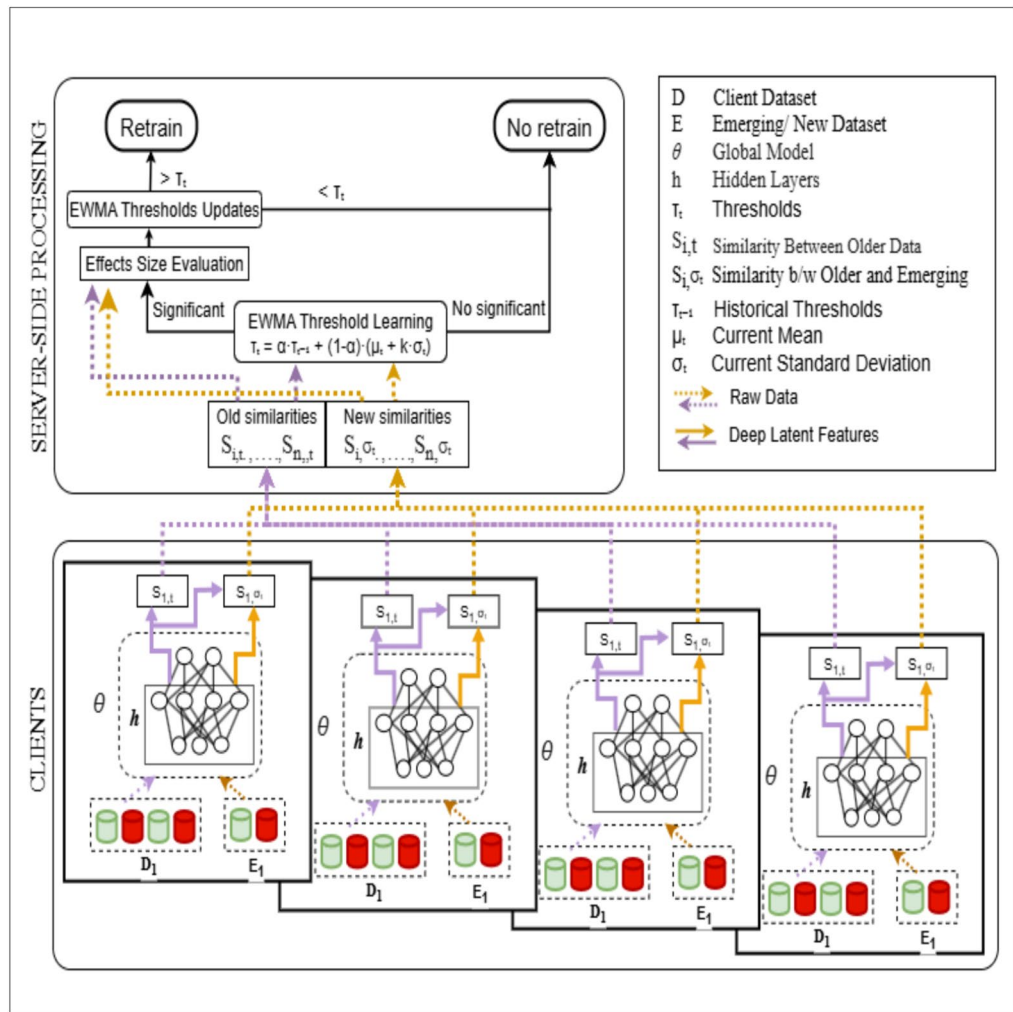 SERVER-SIDE PROCESSING
Retrain
No retrain
> τₜ
< τₜ
EWMA Thresholds Updates
Effects Size Evaluation
Significant
No significant
EWMA Threshold Learning
τₜ = α·τₜ₋₁ + (1-α)·(μₜ + k·σₜ)
Old similarities
Sᵢ,ₜ. , . . . ., Sₙ,,ₜ
New similarities
Sᵢ,σₜ. , . . . ., Sₙ, σₜ
D Client Dataset
E Emerging/ New Dataset
θ Global Model
h Hidden Layers
τₜ Thresholds
Sᵢ,ₜ Similarity Between Older Data
Sᵢ,σₜ Similarity b/w Older and Emerging
τₜ₋₁ Historical Thresholds
μₜ Current Mean
σₜ Current Standard Deviation
Raw Data
Deep Latent Features
CLIENTS
S₁,ₜ
S₁,σₜ
θ
h
D₁
E₁
S₁,ₜ
S₁,σₜ
θ
h
D₁
E₁
S₁,ₜ
S₁,σₜ
θ
h
D₁
E₁
S₁,ₜ
S₁,σₜ
θ
h
D₁
E₁